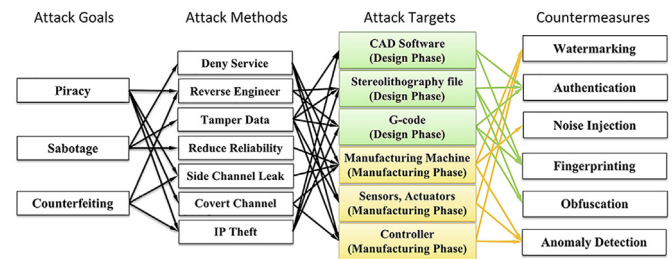 Attack Goals
Attack Methods
Attack Targets
Countermeasures
Piracy
Sabotage
Counterfeiting
Deny Service
Reverse Engineer
Tamper Data
Reduce Reliability
Side Channel Leak
Covert Channel
IP Theft
CAD Software
(Design Phase)
Stereolithography file
(Design Phase)
G-code
(Design Phase)
Manufacturing Machine
(Manufacturing Phase)
Sensors, Actuators
(Manufacturing Phase)
Controller
(Manufacturing Phase)
Watermarking
Authentication
Noise Injection
Fingerprinting
Obfuscation
Anomaly Detection